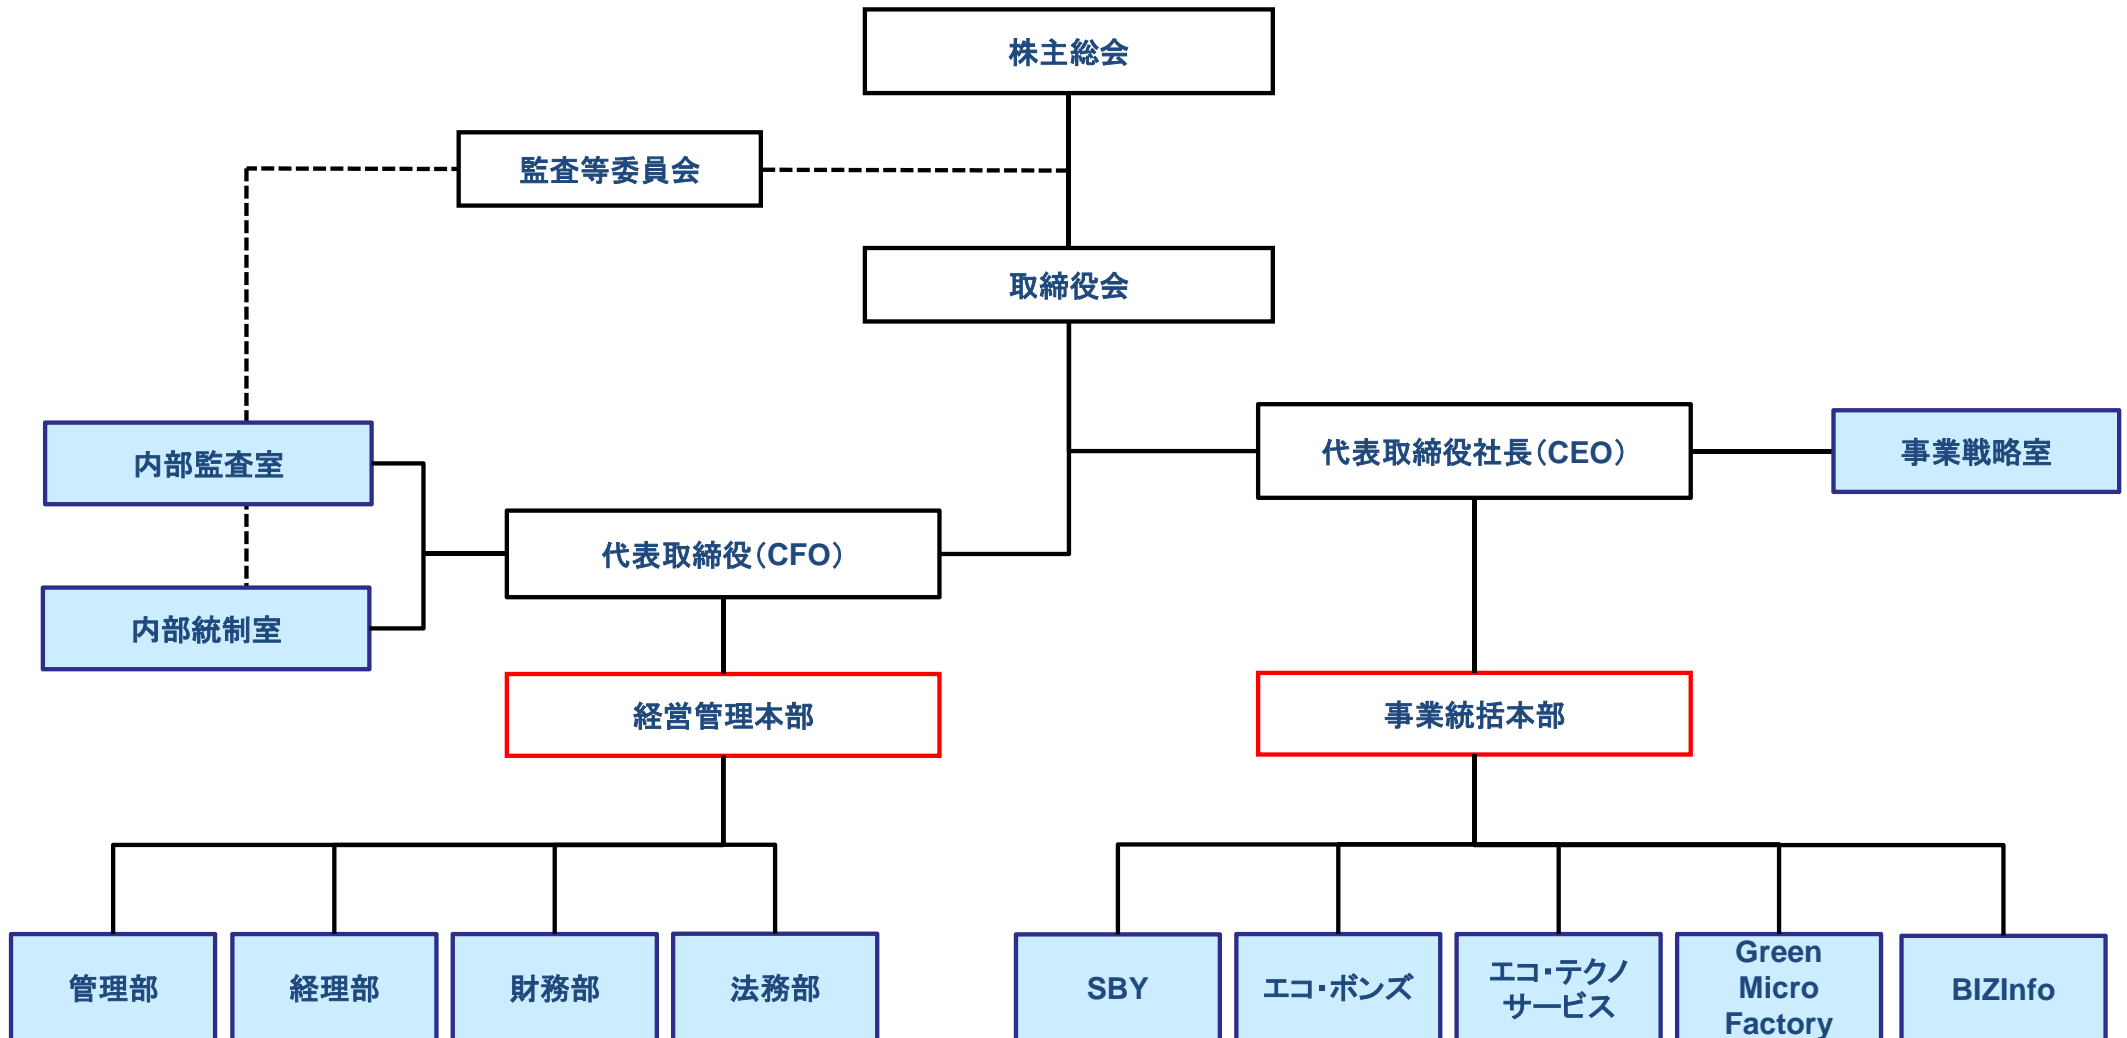 株主総会
監査等委員会
取締役会
代表取締役社長(CEO)
事業戦略室
内部監査室
代表取締役(CFO)
内部統制室
経営管理本部
事業統括本部
管理部
経理部
財務部
法務部
SBY
エコ・ボンズ
エコ・テクノ
サービス
Green
Micro
Factory
BIZInfo